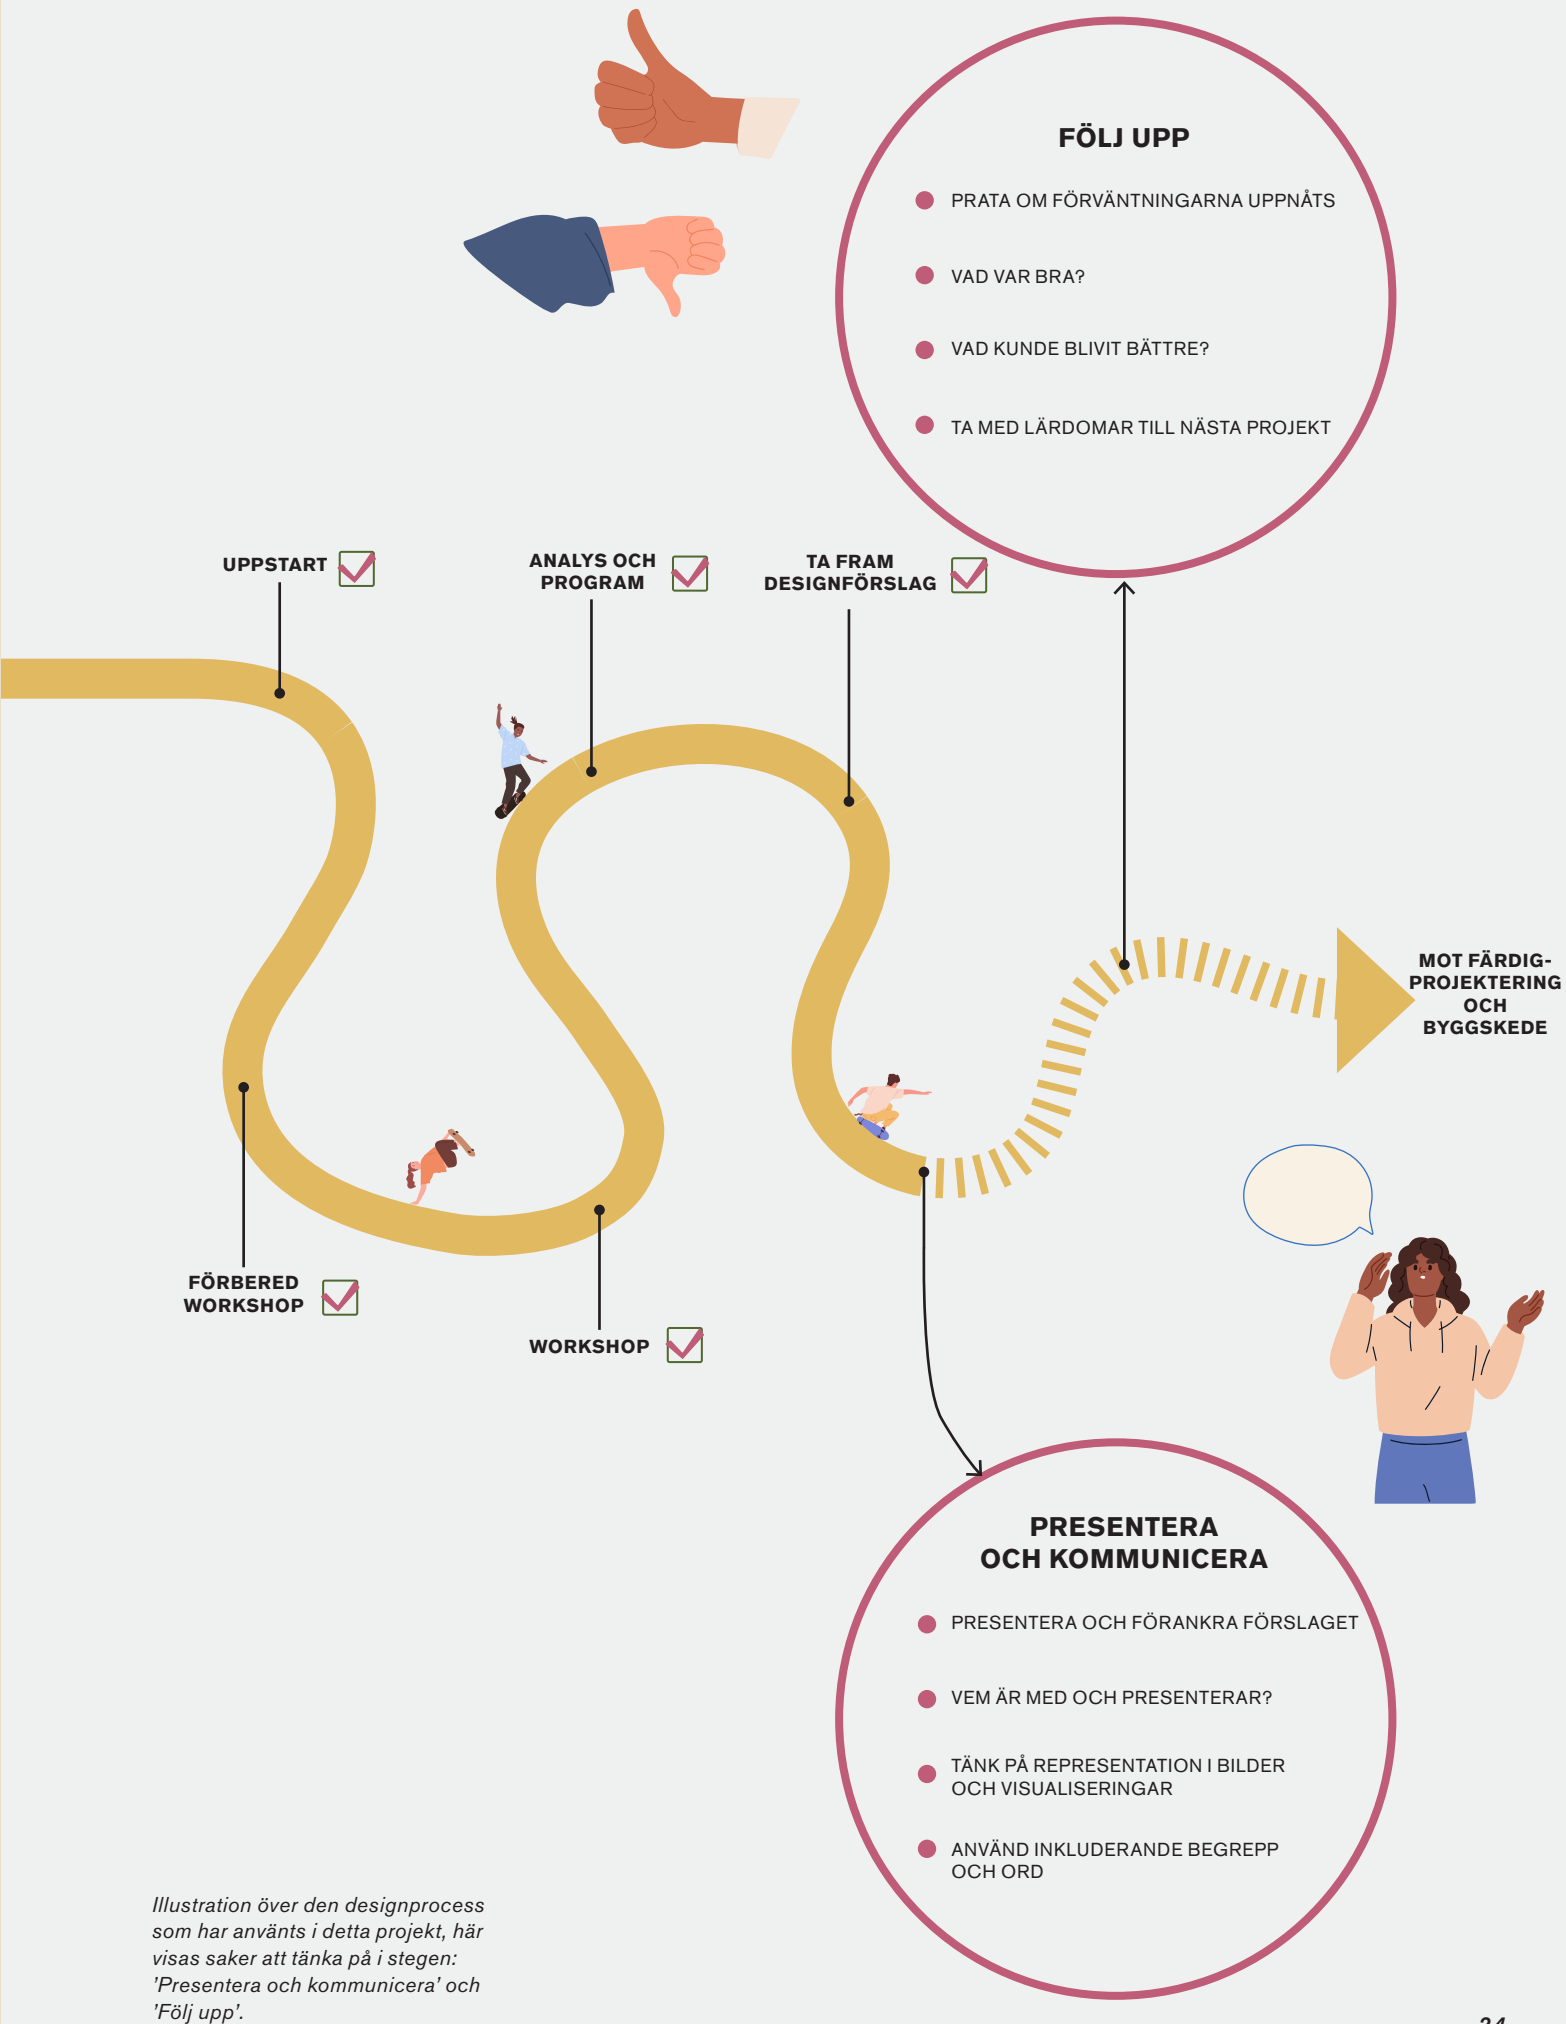 FÖLJ UPP
PRATA OM FÖRVÄNTNINGARNA UPPNÅTS
VAD VAR BRA?
VAD KUNDE BLIVIT BÄTTRE?
TA MED LÄRDOMAR TILL NÄSTA PROJEKT
UPPSTART
ANALYS OCH
PROGRAM
TA FRAM
DESIGNFÖRSLAG
MOT FÄRDIG-
PROJEKTERING
OCH
BYGGSKEDE
FÖRBERED
WORKSHOP
WORKSHOP
PRESENTERA
OCH KOMMUNICERA
PRESENTERA OCH FÖRANKRA FÖRSLAGET
VEM ÄR MED OCH PRESENTERAR?
TÄNK PÅ REPRESENTATION I BILDER
OCH VISUALISERINGAR
ANVÄND INKLUDERANDE BEGREPP
OCH ORD
Illustration över den designprocess
som har använts i detta projekt, här
visas saker att tänka på i stegen:
'Presentera och kommunicera' och
'Följ upp'.